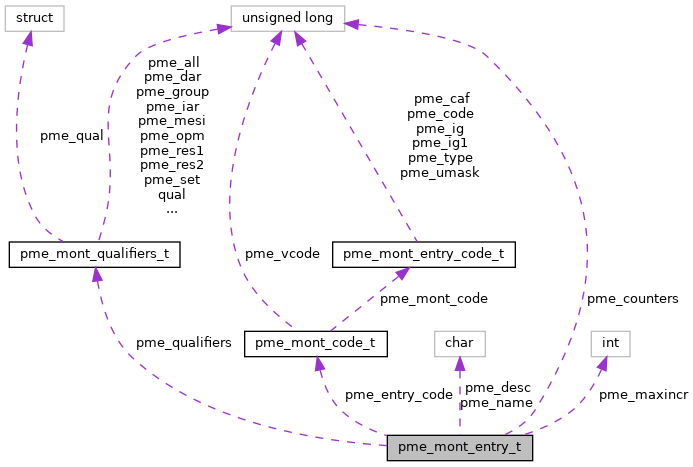 struct
unsigned long
pme_all
pme_dar
pme_group
pme_iar
pme_mesi
pme_opm
pme_res1
pme_res2
pme_set
qual
...
pme_qual
pme_caf
pme_code
pme_ig
pme_ig1
pme_type
pme_umask
pme_mont_qualifiers_t
pme_vcode
pme_mont_entry_code_t
pme_mont_code
pme_counters
pme_qualifiers
pme_mont_code_t
char
int
pme_entry_code
pme_desc
pme_name
pme_maxincr
pme_mont_entry_t